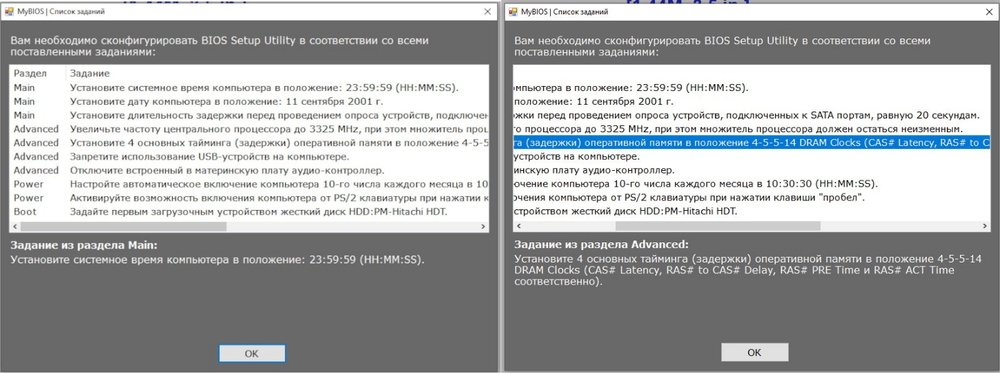 MyBIOS | Список заданий
Вам необходимо сконфигурировать BIOS Setup Utility в соответствии со всеми
поставленными заданиями:
Раздел Задание
Main Установите системное время компьютера в положение: 23:59:59 (HH:MM:SS).
Main Установите дату компьютера в положение: 11 сентября 2001 г.
Main Установите длительность задержки перед проведением опроса устройств, подключен
Advanced Увеличьте частоту центрального процессора до 3325 MHz, при этом множитель проц
Advanced Установите 4 основных тайминга (задержки) оперативной памяти в положение 4-5-5
Advanced Запретите использование USB-устройств на компьютере.
Advanced Отключите встроенный в материнскую плату аудио-контроллер.
Power Настройте автоматическое включение компьютера 10-го числа каждого месяца в 10
Power Активируйте возможность включения компьютера от PS/2 клавиатуры при нажатии к
Boot Задайте первым загрузочным устройством жесткий диск HDD:PM-Hitachi HDT.
Задание из раздела Main:
Установите системное время компьютера в положение: 23:59:59 (HH:MM:SS).
OK
[1.44M, 3.5 in.]
MyBIOS | Список заданий
Вам необходимо сконфигурировать BIOS Setup Utility в соответствии со всеми
поставленными заданиями:
омпьютера в положение: 23:59:59 (HH:MM:SS).
положение: 11 сентября 2001 г.
жки перед проведением опроса устройств, подключенных к SATA портам, равную 20 секундам.
го процессора до 3325 MHz, при этом множитель процессора должен остаться неизменным.
га (задержки) оперативной памяти в положение 4-5-5-14 DRAM Clocks (CAS# Latency, RAS# to C
устройств на компьютере.
инскую плату аудио-контроллер.
ючение компьютера 10-го числа каждого месяца в 10:30:30 (HH:MM:SS).
ючения компьютера от PS/2 клавиатуры при нажатии клавиши "пробел".
стройством жесткий диск HDD:PM-Hitachi HDT.
Задание из раздела Advanced:
Установите 4 основных тайминга (задержки) оперативной памяти в положение 4-5-5-14
DRAM Clocks (CAS# Latency, RAS# to CAS# Delay, RAS# PRE Time и RAS# ACT Time
соответственно).
OK